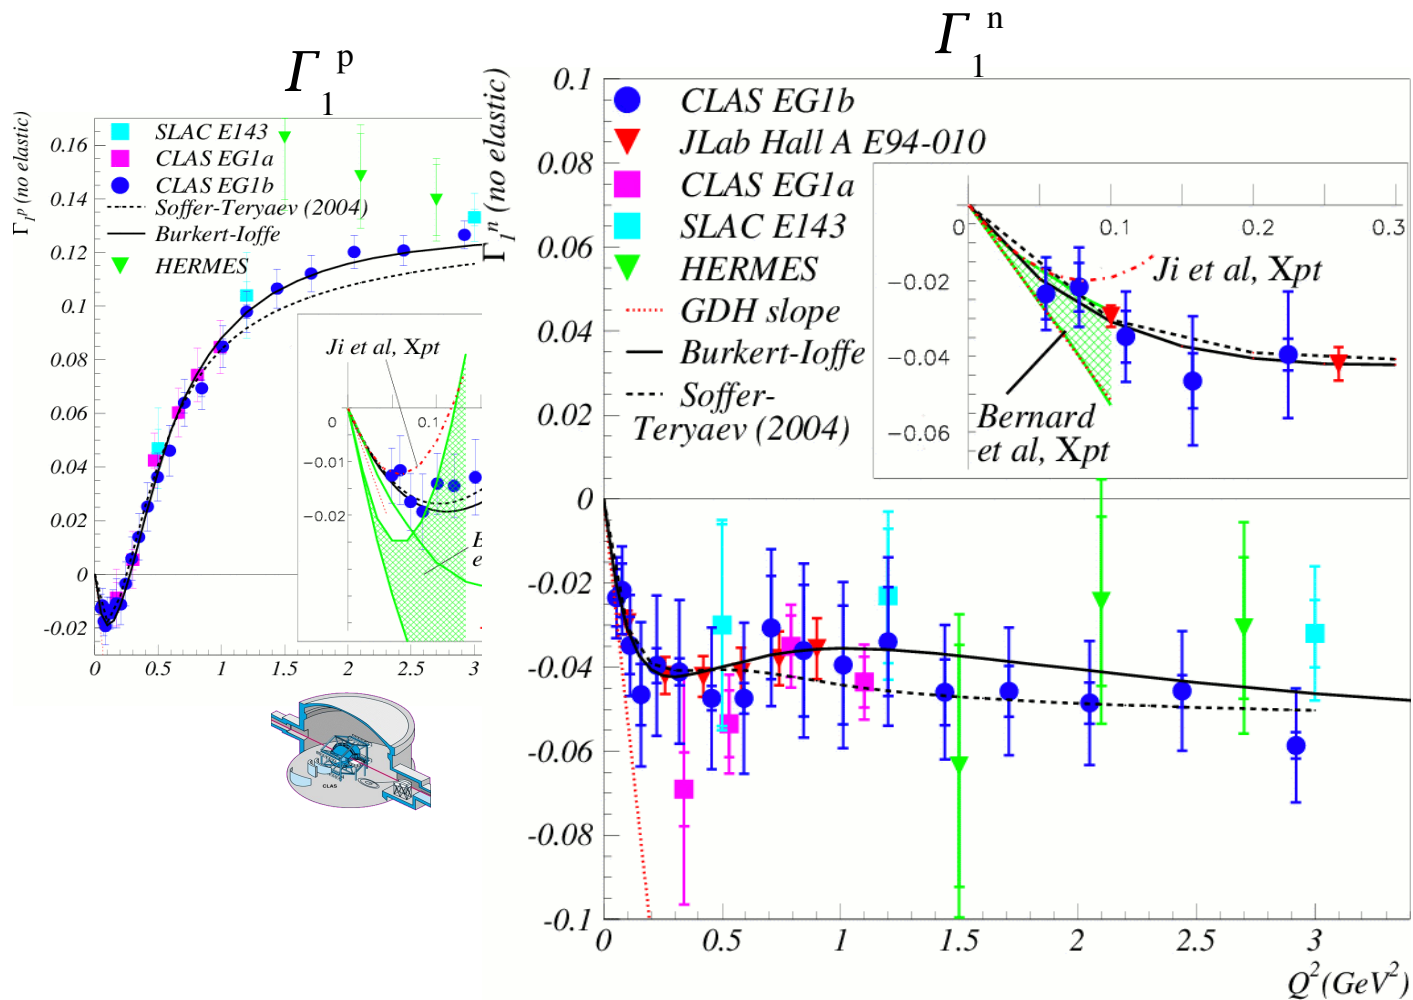 Γ₁ᵖ
Γ₁ᵖ (no elastic)
0.16
0.14
0.12
0.1
0.08
0.06
0.04
0.02
0
-0.02
SLAC E143
CLAS EG1a
CLAS EG1b
Soffer-Teryaev (2004)
Burkert-Ioffe
HERMES
Ji et al, Xpt
0
0.1
−0.01
−0.02
B
e
0 0.5 1 1.5 2 2.5 3
CLAS
Γ₁ⁿ
Γ₁ⁿ (no elastic)
0.1
0.08
0.06
0.04
0.02
0
-0.02
-0.04
-0.06
-0.08
-0.1
CLAS EG1b
JLab Hall A E94-010
CLAS EG1a
SLAC E143
HERMES
GDH slope
Burkert-Ioffe
Soffer-
Teryaev (2004)
0 0.1 0.2 0.3
−0.02
−0.04
−0.06
Ji et al, Xpt
Bernard
et al, Xpt
0 0.5 1 1.5 2 2.5 3
Q²(GeV²)